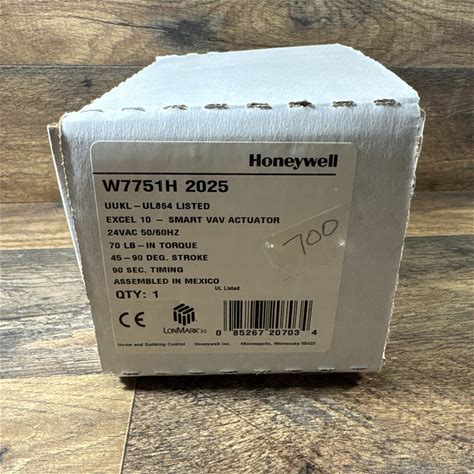 Honeywell
W7751H 2025
UUKL - UL864 LISTED
EXCEL 10 - SMART VAV ACTUATOR
24VAC 50/60HZ
70 LB-IN TORQUE
45-90 DEG. STROKE
90 SEC. TIMING
ASSEMBLED IN MEXICO
UL Listed
QTY: 1
700
CE
LONMARK 3.0
0 85267 20703 4
Home and Building Control Honeywell Inc. Minneapolis, Minnesota 55422